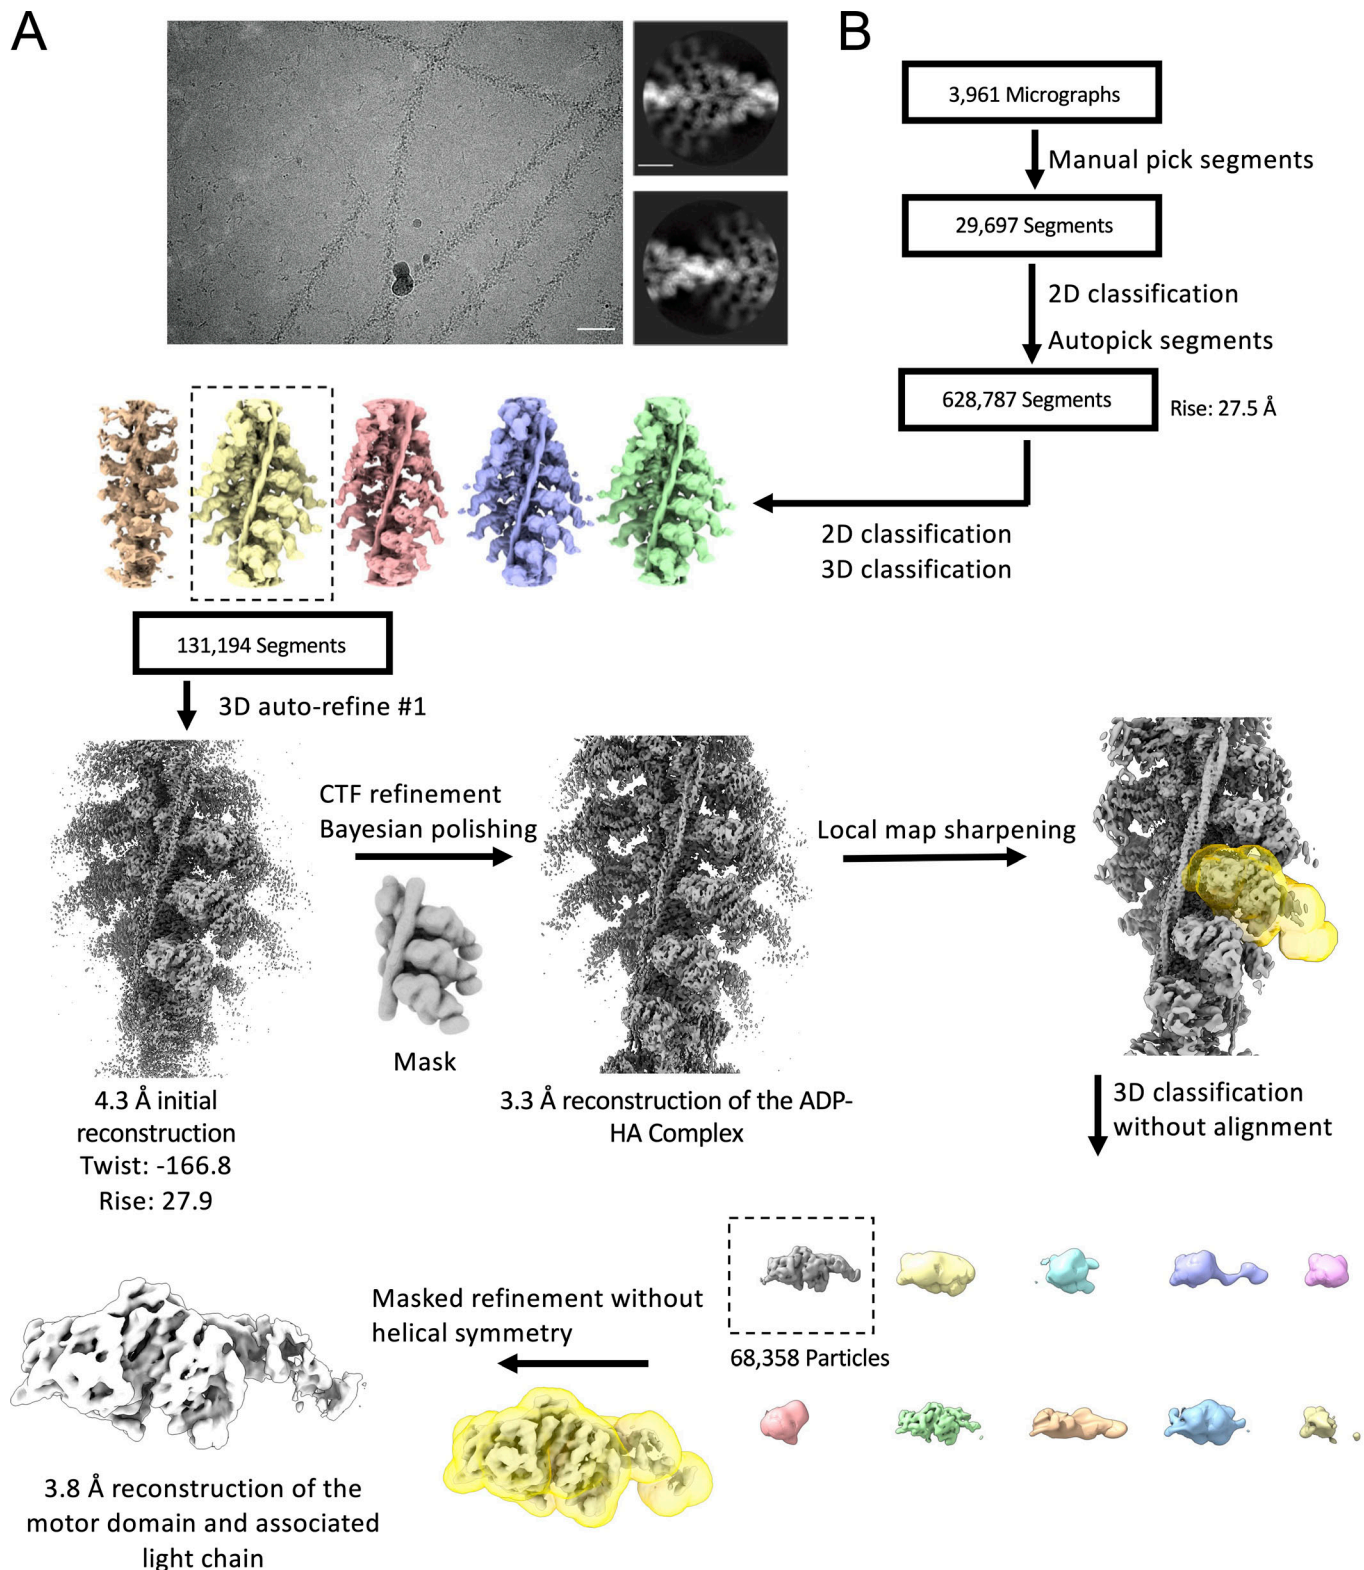 A
B
3,961 Micrographs
Manual pick segments
29,697 Segments
2D classification
Autopick segments
628,787 Segments
Rise: 27.5 Å
2D classification
3D classification
131,194 Segments
3D auto-refine #1
CTF refinement
Bayesian polishing
Mask
Local map sharpening
4.3 Å initial
reconstruction
Twist: -166.8
Rise: 27.9
3.3 Å reconstruction of the ADP-
HA Complex
3D classification
without alignment
68,358 Particles
Masked refinement without
helical symmetry
3.8 Å reconstruction of the
motor domain and associated
light chain